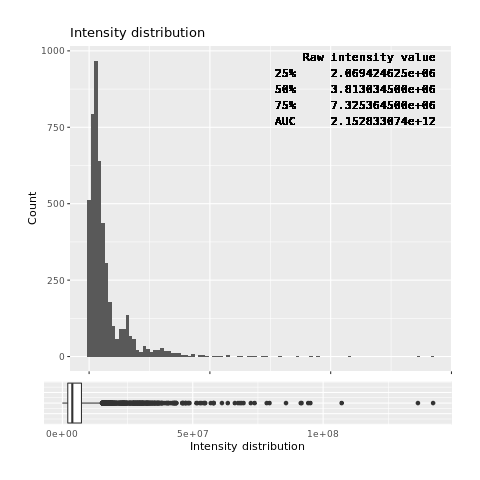 Intensity distribution
Raw intensity value
25% 2.069424625e+06
50% 3.813034500e+06
75% 7.325364500e+06
AUC 2.152833074e+12
1000
750
500
250
0
Count
0e+00 5e+07 1e+08
Intensity distribution